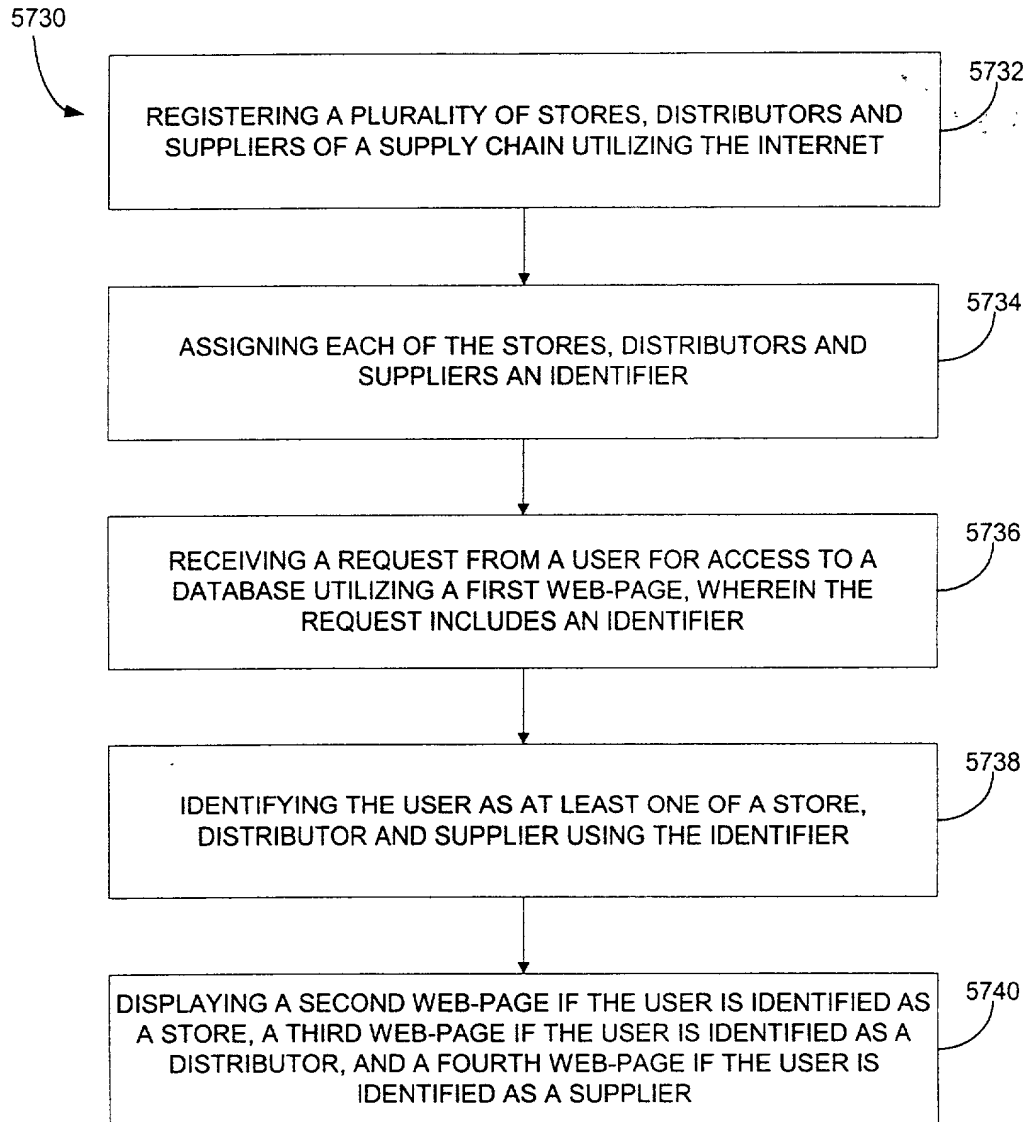 5730
5732
REGISTERING A PLURALITY OF STORES, DISTRIBUTORS AND
SUPPLIERS OF A SUPPLY CHAIN UTILIZING THE INTERNET
5734
ASSIGNING EACH OF THE STORES, DISTRIBUTORS AND
SUPPLIERS AN IDENTIFIER
5736
RECEIVING A REQUEST FROM A USER FOR ACCESS TO A
DATABASE UTILIZING A FIRST WEB-PAGE, WHEREIN THE
REQUEST INCLUDES AN IDENTIFIER
5738
IDENTIFYING THE USER AS AT LEAST ONE OF A STORE,
DISTRIBUTOR AND SUPPLIER USING THE IDENTIFIER
5740
DISPLAYING A SECOND WEB-PAGE IF THE USER IS IDENTIFIED AS
A STORE, A THIRD WEB-PAGE IF THE USER IS IDENTIFIED AS A
DISTRIBUTOR, AND A FOURTH WEB-PAGE IF THE USER IS
IDENTIFIED AS A SUPPLIER